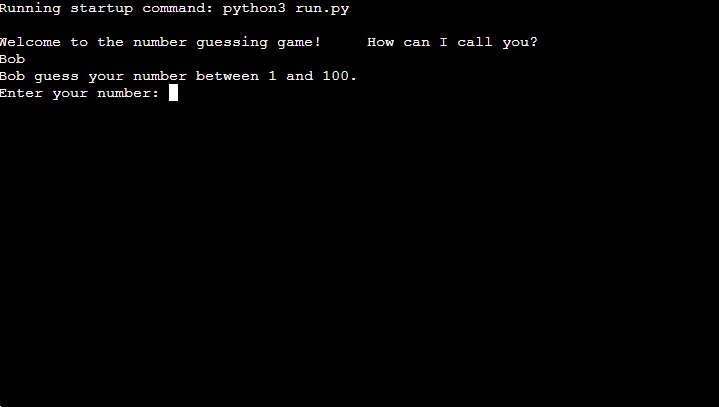 Running startup command: python3 run.py
Welcome to the number guessing game!     How can I call you?
Bob
Bob guess your number between 1 and 100.
Enter your number: